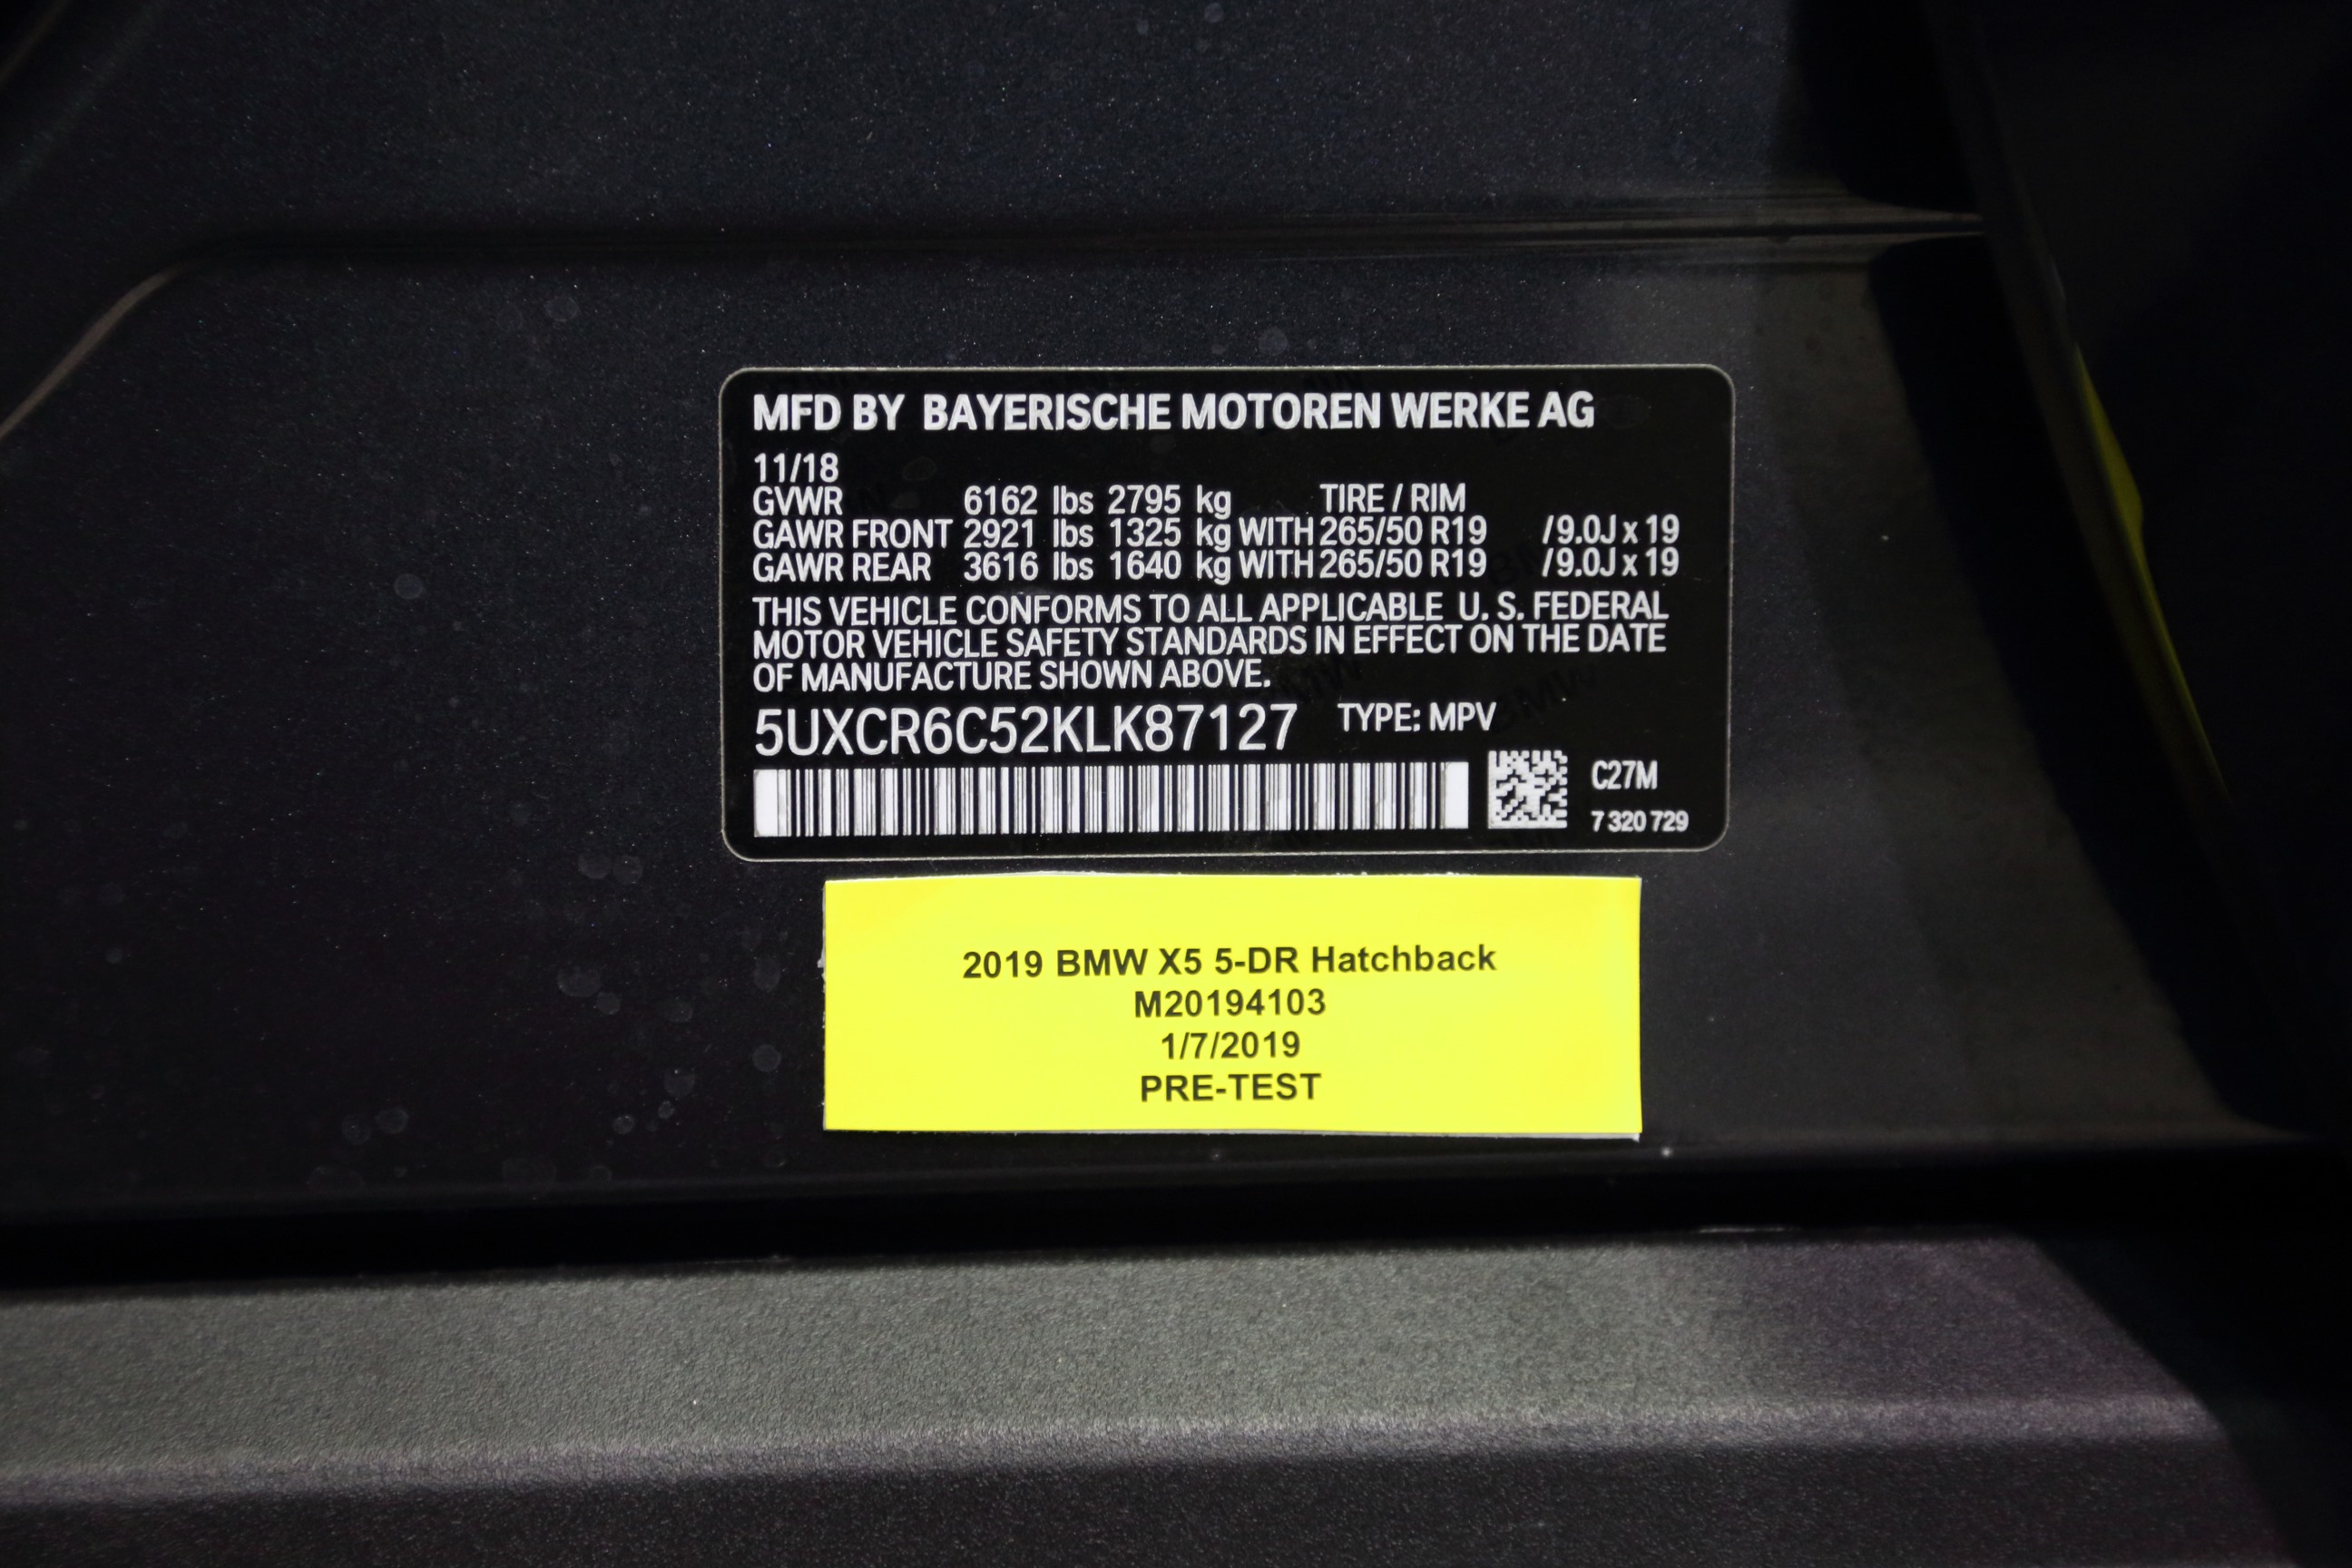 MFD BY BAYERISCHE MOTOREN WERKE AG
11/18
GVWR 6162 lbs 2795 kg TIRE / RIM
GAWR FRONT 2921 lbs 1325 kg WITH 265/50 R19 /9.0J x 19
GAWR REAR 3616 lbs 1640 kg WITH 265/50 R19 /9.0J x 19
THIS VEHICLE CONFORMS TO ALL APPLICABLE U. S. FEDERAL
MOTOR VEHICLE SAFETY STANDARDS IN EFFECT ON THE DATE
OF MANUFACTURE SHOWN ABOVE.
5UXCR6C52KLK87127 TYPE: MPV
C27M
7 320 729
2019 BMW X5 5-DR Hatchback
M20194103
1/7/2019
PRE-TEST